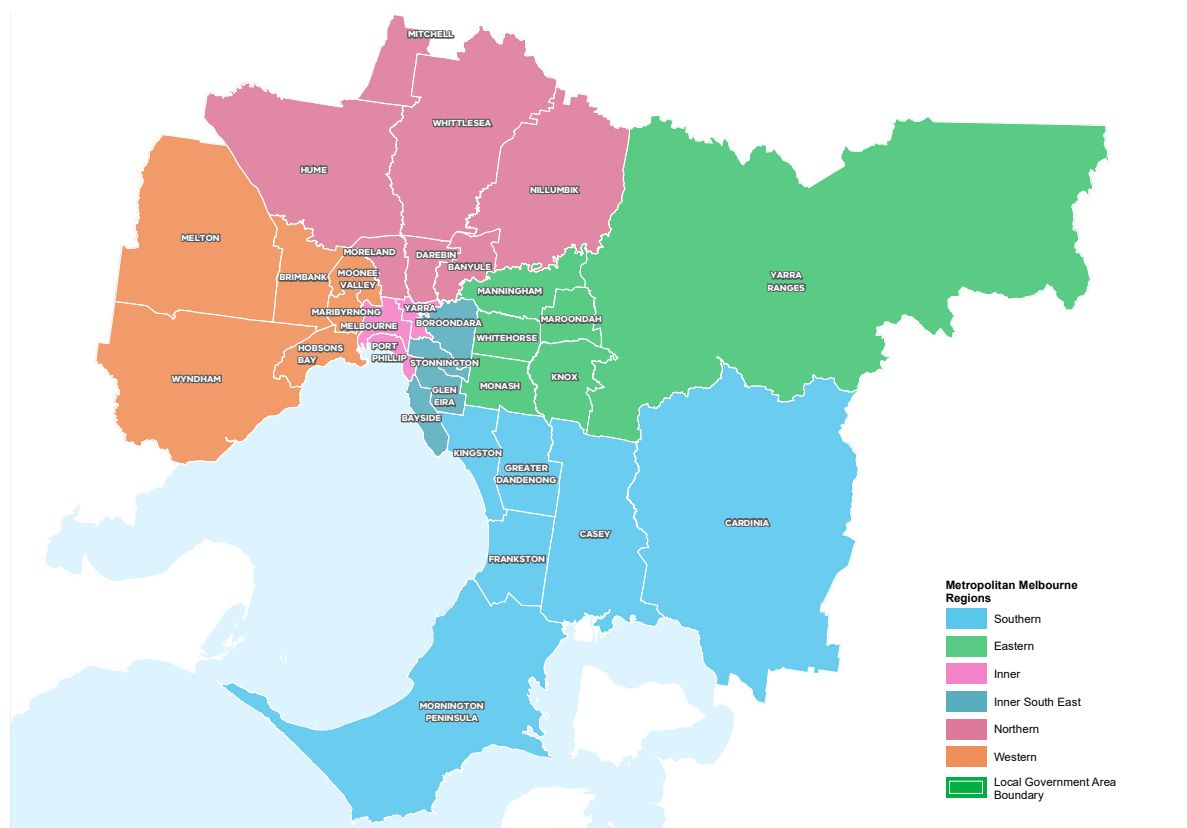 MITCHELL
WHITTLESEA
HUME
NILLUMBIK
MELTON
MORELAND
DAREBIN
BANYULE
BRIMBANK
MOONEE
VALLEY
YARRA
RANGES
MANNINGHAM
MARIBYRNONG
YARRA
MAROONDAH
MELBOURNE
BOROONDARA
WHITEHORSE
HOBSONS
BAY
PORT
PHILLIP
STONNINGTON
WYNDHAM
MONASH
KNOX
GLEN
EIRA
BAYSIDE
KINGSTON
GREATER
DANDENONG
CARDINIA
CASEY
FRANKSTON
MORNINGTON
PENINSULA
Metropolitan Melbourne
Regions
Southern
Eastern
Inner
Inner South East
Northern
Western
Local Government Area
Boundary